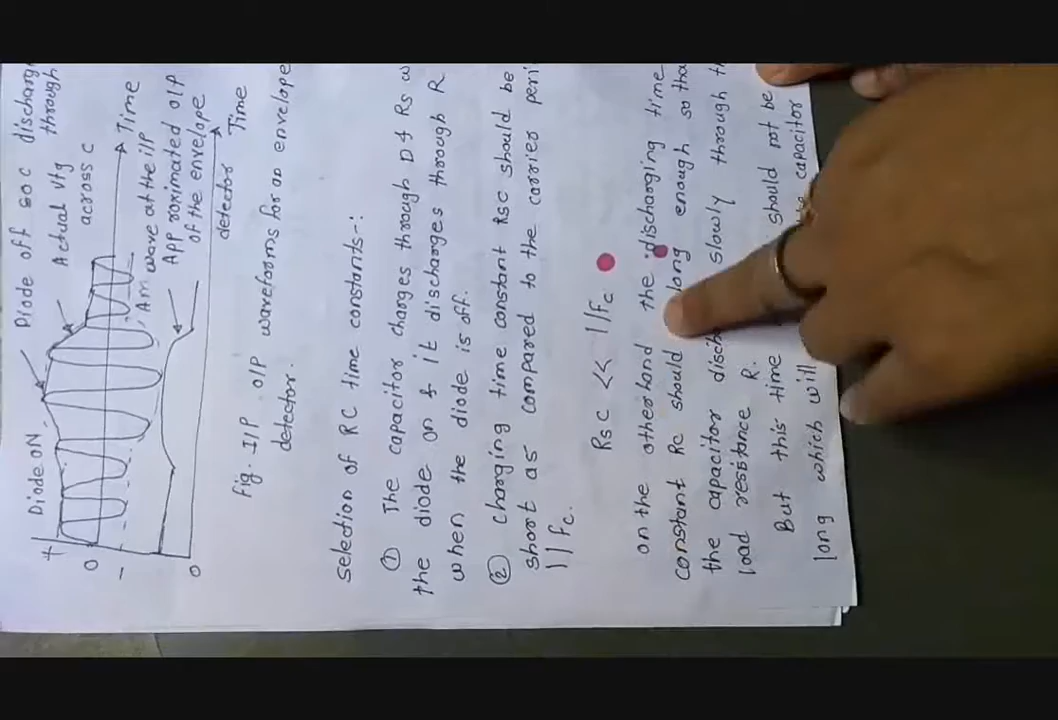 Diode off soc discharg
through
Diode ON
Actual vtg
across c
+
0
-
Time
Am wave at the i/p
APP roximated o/p
of the envelope
detector
0
Time
Fig. I/P o/P waveforms for an envelope
detector.
selection of RC time constants-:
① The capacitor charges through D & Rs w
the diode on & it discharges through R
when the diode is off.
② charging time constant Rsc should be
short as compared to the carrier peri
1/fc.
Rsc << 1/fc
on the otherhand the discharging time
constant Rc should long enough so tha
the capacitor disch slowly through th
load resistance R.
But this time should not be
long which will capacitor